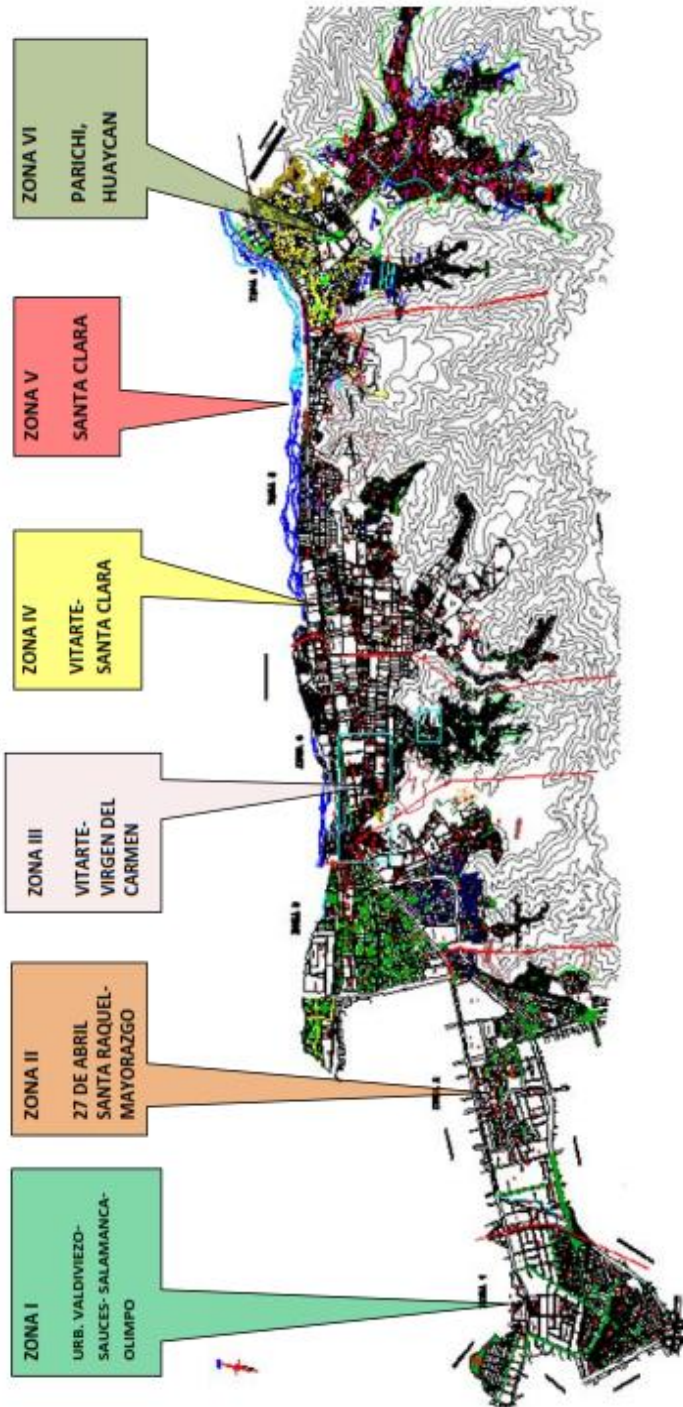 ZONA I
URB. VALDIVIEZO-
SAUCES- SALAMANCA-
OLIMPO
ZONA II
27 DE ABRIL
SANTA RAQUEL-
MAYORAZGO
ZONA III
VITARTE-
VIRGEN DEL
CARMEN
ZONA IV
VITARTE-
SANTA CLARA
ZONA V
SANTA CLARA
ZONA VI
PARICHI,
HUAYCAN